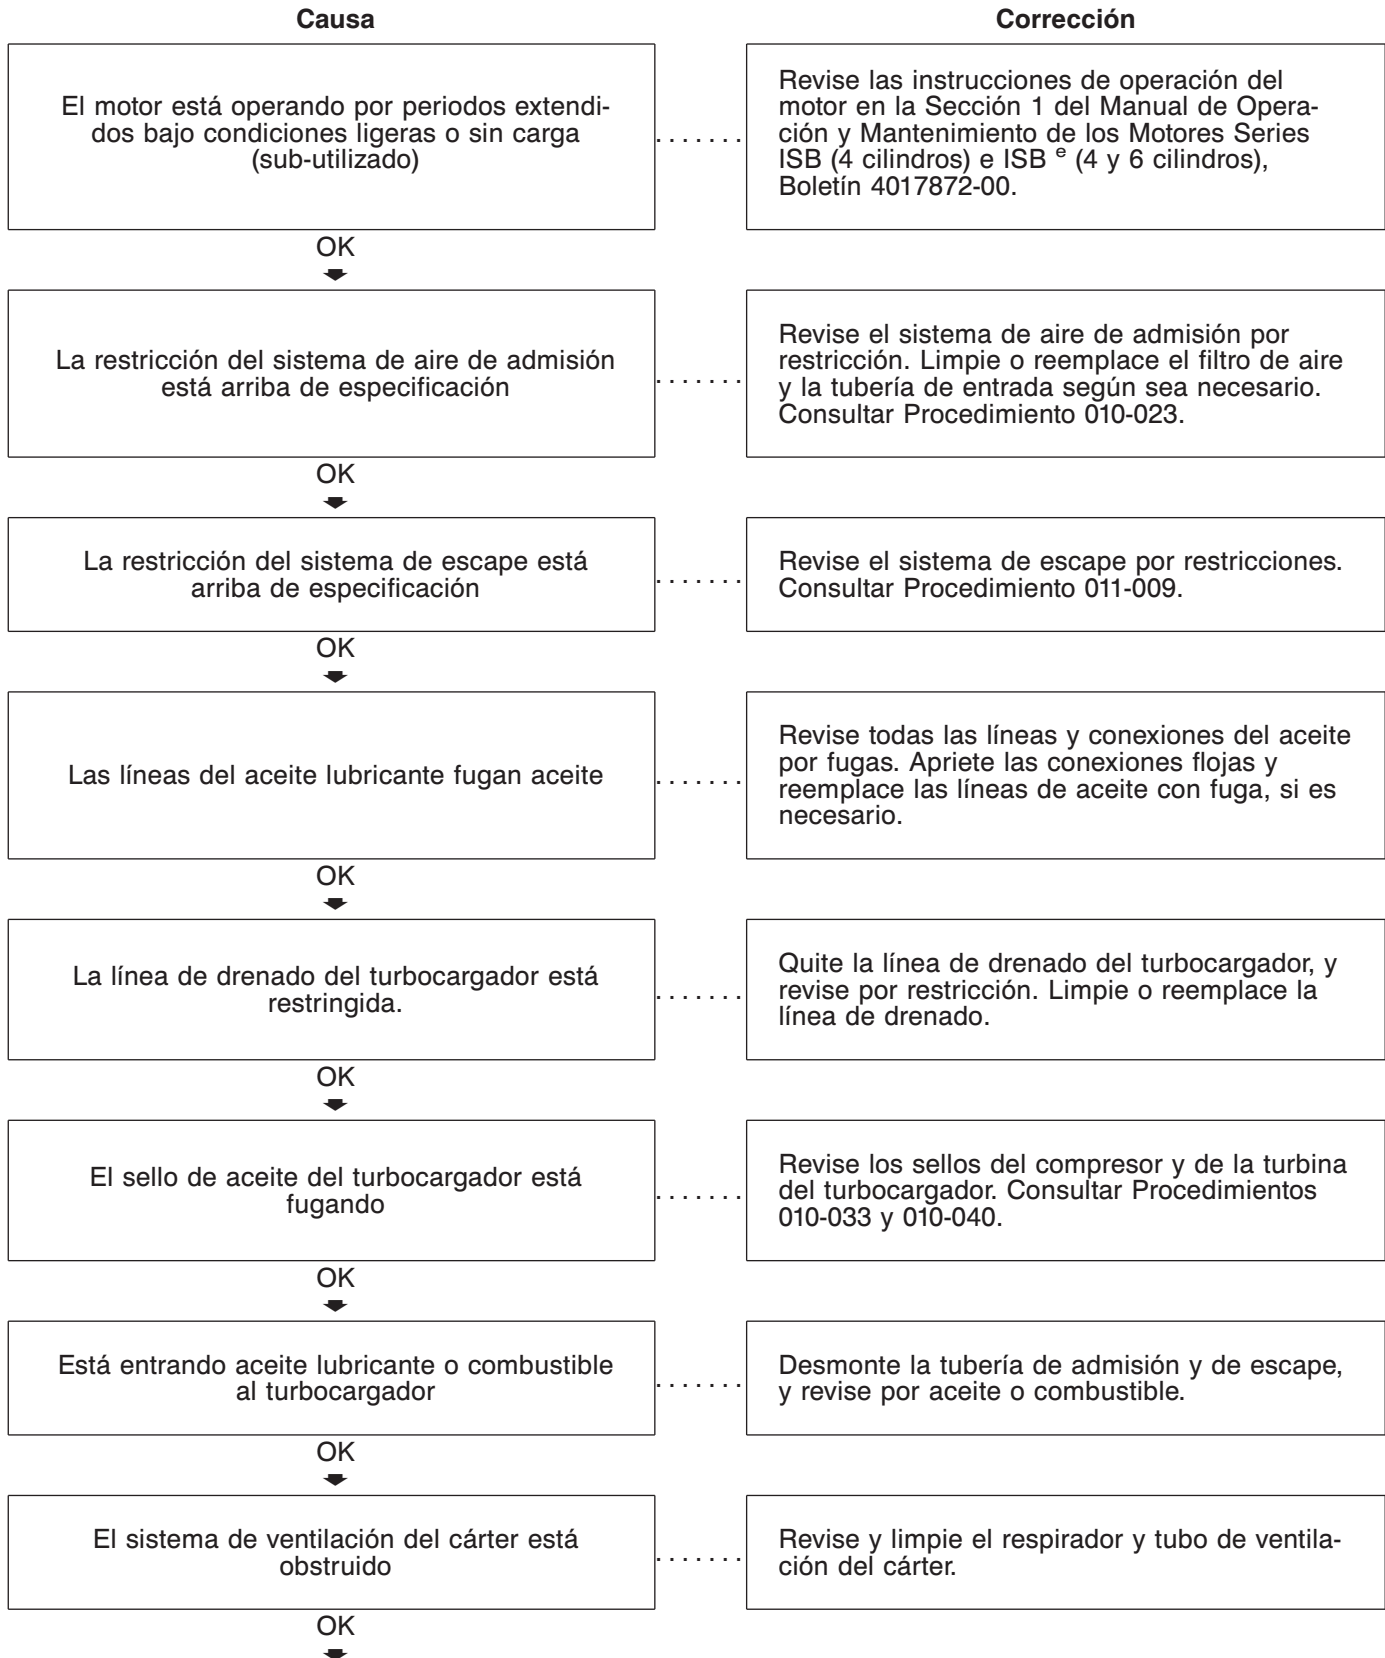 Causa
Corrección
El motor está operando por periodos extendi-
dos bajo condiciones ligeras o sin carga
(sub-utilizado)
.......
Revise las instrucciones de operación del
motor en la Sección 1 del Manual de Opera-
ción y Mantenimiento de los Motores Series
ISB (4 cilindros) e ISB e (4 y 6 cilindros),
Boletín 4017872-00.
OK
La restricción del sistema de aire de admisión
está arriba de especificación
.......
Revise el sistema de aire de admisión por
restricción. Limpie o reemplace el filtro de aire
y la tubería de entrada según sea necesario.
Consultar Procedimiento 010-023.
OK
La restricción del sistema de escape está
arriba de especificación
.......
Revise el sistema de escape por restricciones.
Consultar Procedimiento 011-009.
OK
Las líneas del aceite lubricante fugan aceite
.......
Revise todas las líneas y conexiones del aceite
por fugas. Apriete las conexiones flojas y
reemplace las líneas de aceite con fuga, si es
necesario.
OK
La línea de drenado del turbocargador está
restringida.
.......
Quite la línea de drenado del turbocargador, y
revise por restricción. Limpie o reemplace la
línea de drenado.
OK
El sello de aceite del turbocargador está
fugando
.......
Revise los sellos del compresor y de la turbina
del turbocargador. Consultar Procedimientos
010-033 y 010-040.
OK
Está entrando aceite lubricante o combustible
al turbocargador
.......
Desmonte la tubería de admisión y de escape,
y revise por aceite o combustible.
OK
El sistema de ventilación del cárter está
obstruido
.......
Revise y limpie el respirador y tubo de ventila-
ción del cárter.
OK